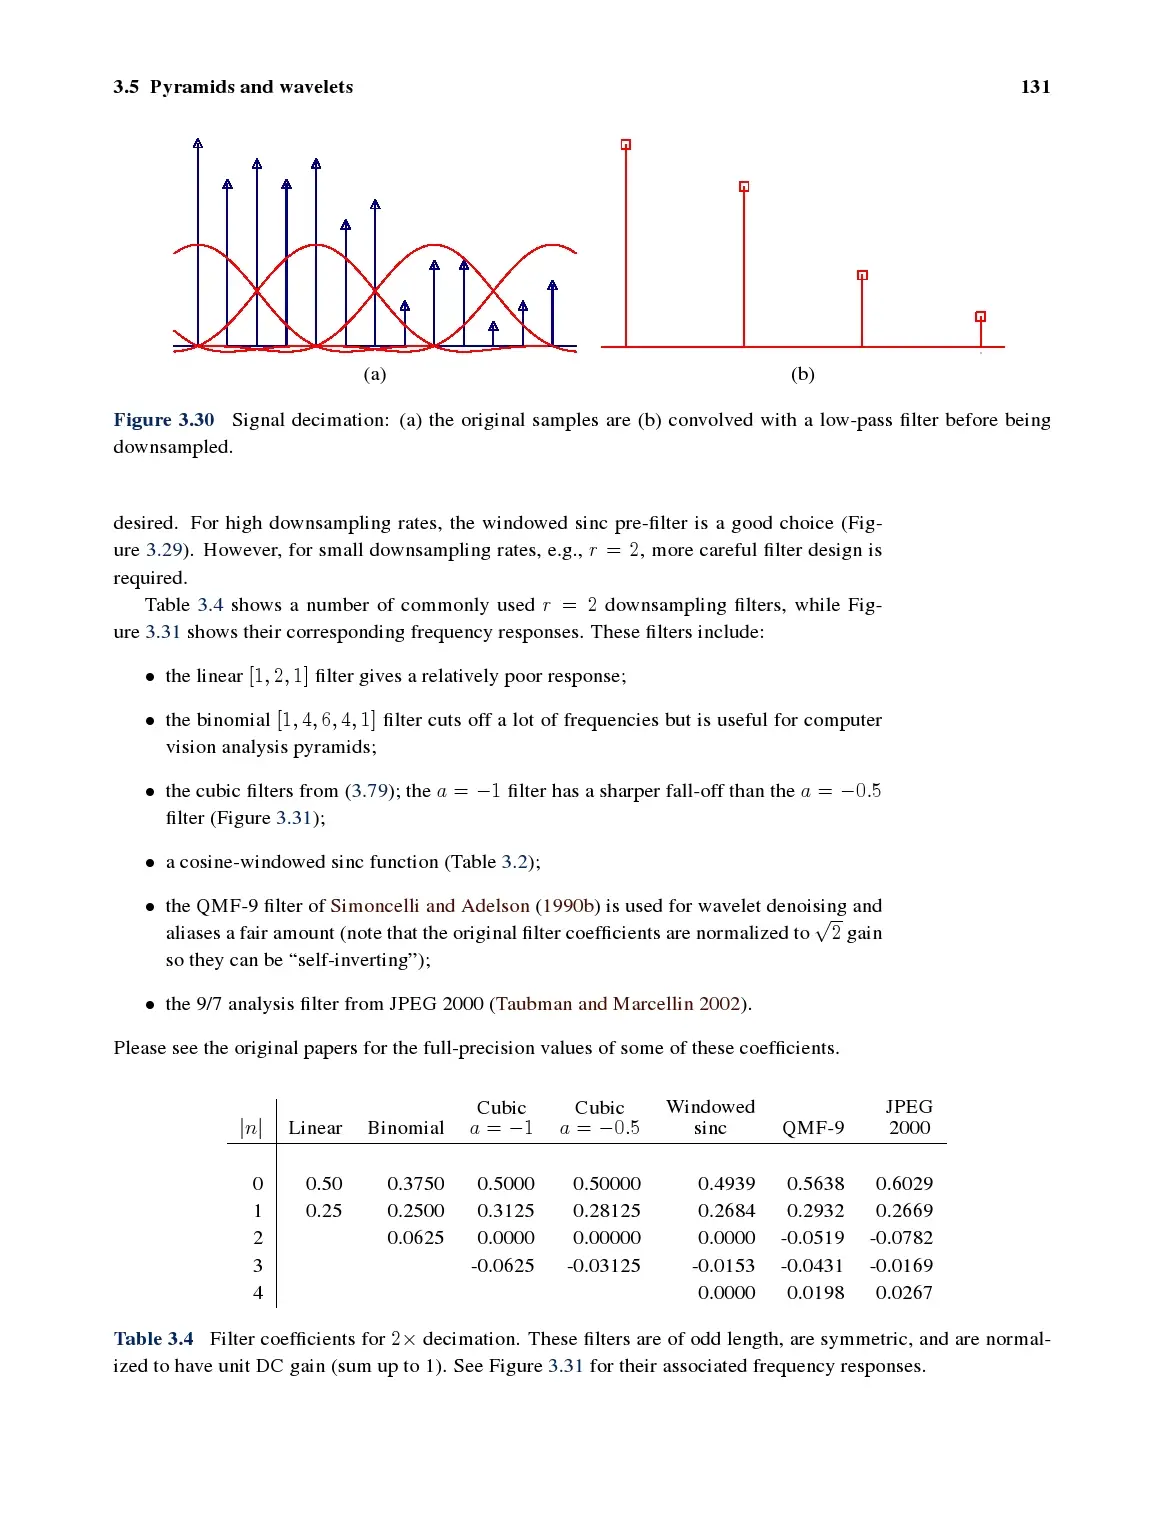 3.5 Pyramids and wavelets 131
(a) (b)
Figure 3.30 Signal decimation: (a) the original samples are (b) convolved with a low-pass filter before being
downsampled.
desired. For high downsampling rates, the windowed sinc pre-filter is a good choice (Fig-
ure 3.29). However, for small downsampling rates, e.g., r = 2, more careful filter design is
required.
Table 3.4 shows a number of commonly used r = 2 downsampling filters, while Fig-
ure 3.31 shows their corresponding frequency responses. These filters include:
• the linear [1, 2, 1] filter gives a relatively poor response;
• the binomial [1, 4, 6, 4, 1] filter cuts off a lot of frequencies but is useful for computer
vision analysis pyramids;
• the cubic filters from (3.79); the a = −1 filter has a sharper fall-off than the a = −0.5
filter (Figure 3.31);
• a cosine-windowed sinc function (Table 3.2);
• the QMF-9 filter of Simoncelli and Adelson (1990b) is used for wavelet denoising and
aliases a fair amount (note that the original filter coefficients are normalized to √2 gain
so they can be “self-inverting”);
• the 9/7 analysis filter from JPEG 2000 (Taubman and Marcellin 2002).
Please see the original papers for the full-precision values of some of these coefficients.
Cubic Cubic Windowed JPEG
|n| Linear Binomial a = −1 a = −0.5 sinc QMF-9 2000
0 0.50 0.3750 0.5000 0.50000 0.4939 0.5638 0.6029
1 0.25 0.2500 0.3125 0.28125 0.2684 0.2932 0.2669
2 0.0625 0.0000 0.00000 0.0000 -0.0519 -0.0782
3 -0.0625 -0.03125 -0.0153 -0.0431 -0.0169
4 0.0000 0.0198 0.0267
Table 3.4 Filter coefficients for 2× decimation. These filters are of odd length, are symmetric, and are normal-
ized to have unit DC gain (sum up to 1). See Figure 3.31 for their associated frequency responses.